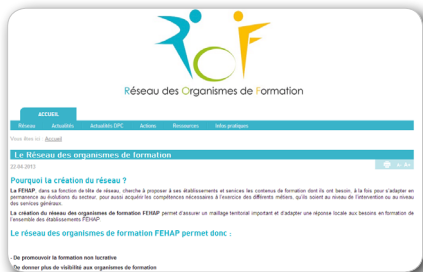 Réseau des Organismes de Formation
ACCUEIL
Réseau Actualités Actualités DPC Actions Ressources Infos pratiques
Vous êtes ici : Accueil
Le Réseau des organismes de formation
22-04-2013
A+
Pourquoi la création du réseau ?
La FEHAP, dans sa fonction de tête de réseau, cherche à proposer à ses établissements et services les contenus de formation dont ils ont besoin, à la fois pour s'adapter en
permanence au évolutions du secteur, pour aussi acquérir les compétences nécessaires à l'exercice des différents métiers, qu'ils soient au niveau de l'intervention ou au niveau
des services généraux.
La création du réseau des organismes de formation FEHAP permet d'assurer un maillage territorial important et d'adapter une réponse locale aux besoins en formation de
l'ensemble des établissements FEHAP.
Le réseau des organismes de formation FEHAP permet donc :
- De promouvoir la formation non lucrative
- De donner plus de visibilité aux organismes de formation